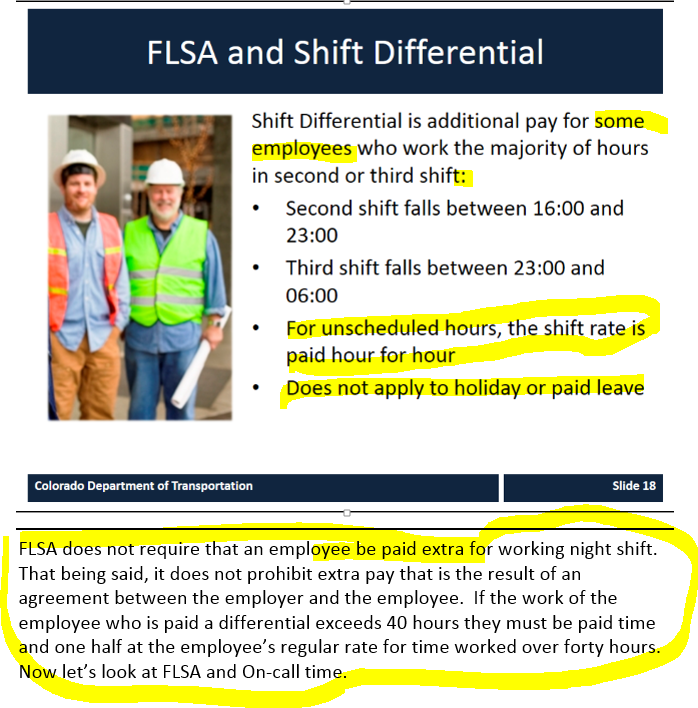 FLSA and Shift Differential
Shift Differential is additional pay for some
employees who work the majority of hours
in second or third shift:
• Second shift falls between 16:00 and
23:00
• Third shift falls between 23:00 and
06:00
• For unscheduled hours, the shift rate is
paid hour for hour
• Does not apply to holiday or paid leave
Colorado Department of Transportation
Slide 18
FLSA does not require that an employee be paid extra for working night shift.
That being said, it does not prohibit extra pay that is the result of an
agreement between the employer and the employee.  If the work of the
employee who is paid a differential exceeds 40 hours they must be paid time
and one half at the employee’s regular rate for time worked over forty hours.
Now let’s look at FLSA and On-call time.